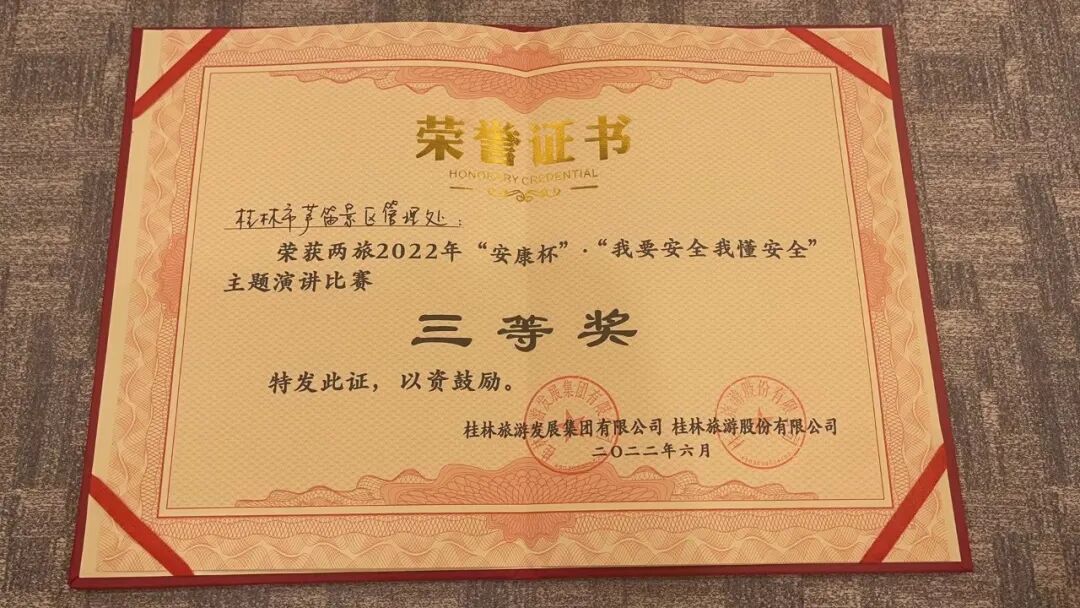 荣誉证书
HONORARY CREDENTIAL
桂林市芦笛景区管理处：
荣获两旅2022年“安康�”·“我要安全我懂安全”
主题演讲比赛
三等奖
特发此证，以资鼓励。
桂林旅游发展集团有限公司 桂林旅游股份有限公司
二〇二二年六月